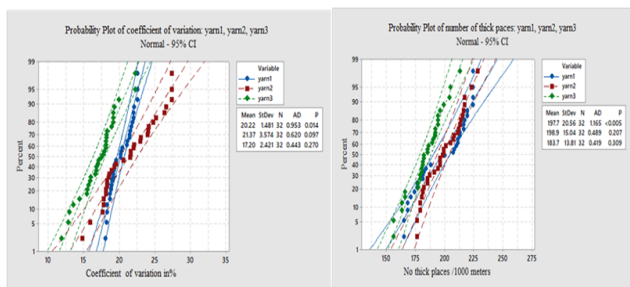 Probability Plot of coefficient of variation: yarn1, yarn2, yarn3
Normal - 95% CI
99
95
90
80
70
60
50
40
30
20
10
5
1
Percent
10 15 20 25 30 35
Coefficient of variation in%
Variable
yarn1
yarn2
yarn3
Mean StDev N AD P
20.22 1.481 32 0.953 0.014
21.37 3.574 32 0.620 0.097
17.20 2.421 32 0.443 0.270
Probability Plot of number of thick paces: yarn1, yarn2, yarn3
Normal - 95% CI
99
95
90
80
70
60
50
40
30
20
10
5
1
Percent
150 175 200 225 250 275
No thick places /1000 meters
Variable
yarn1
yarn2
yarn3
Mean StDev N AD P
197.7 20.56 32 1.165 <0.005
198.9 15.04 32 0.489 0.207
183.7 13.81 32 0.419 0.309